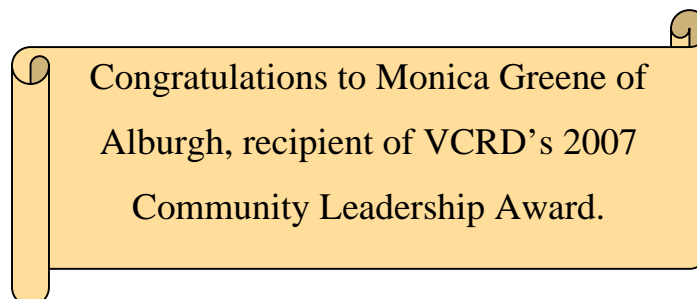 Congratulations to Monica Greene of
Alburgh, recipient of VCRD’s 2007
Community Leadership Award.